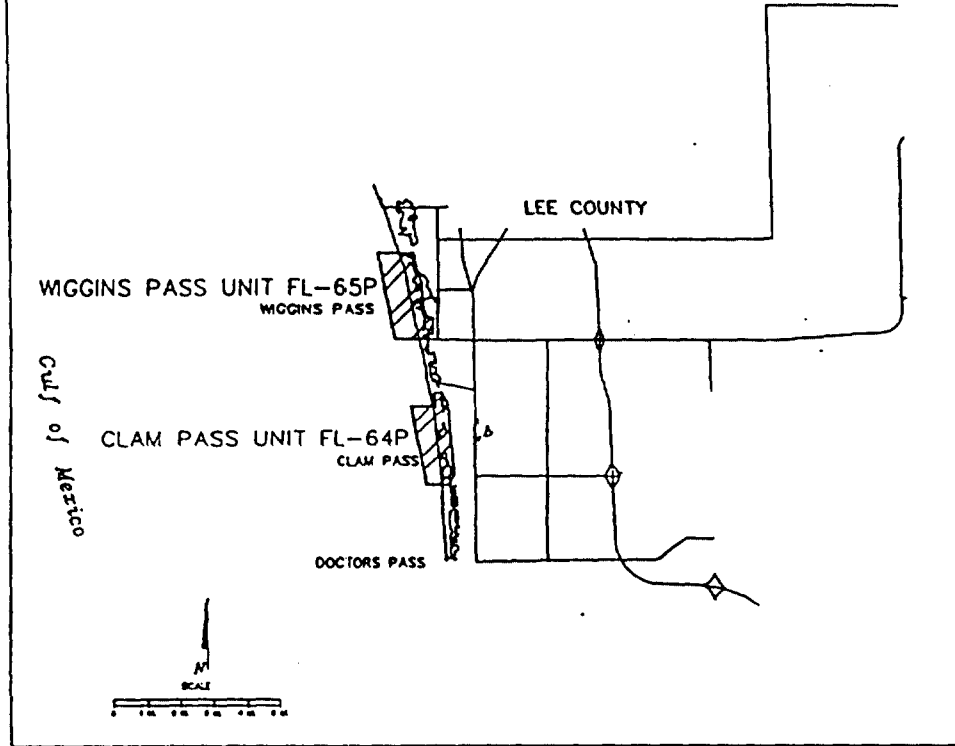 LEE COUNTY
WIGGINS PASS UNIT FL-65P
WIGGINS PASS
Gulf of Mexico
CLAM PASS UNIT FL-64P
CLAM PASS
DOCTORS PASS
N
SCALE